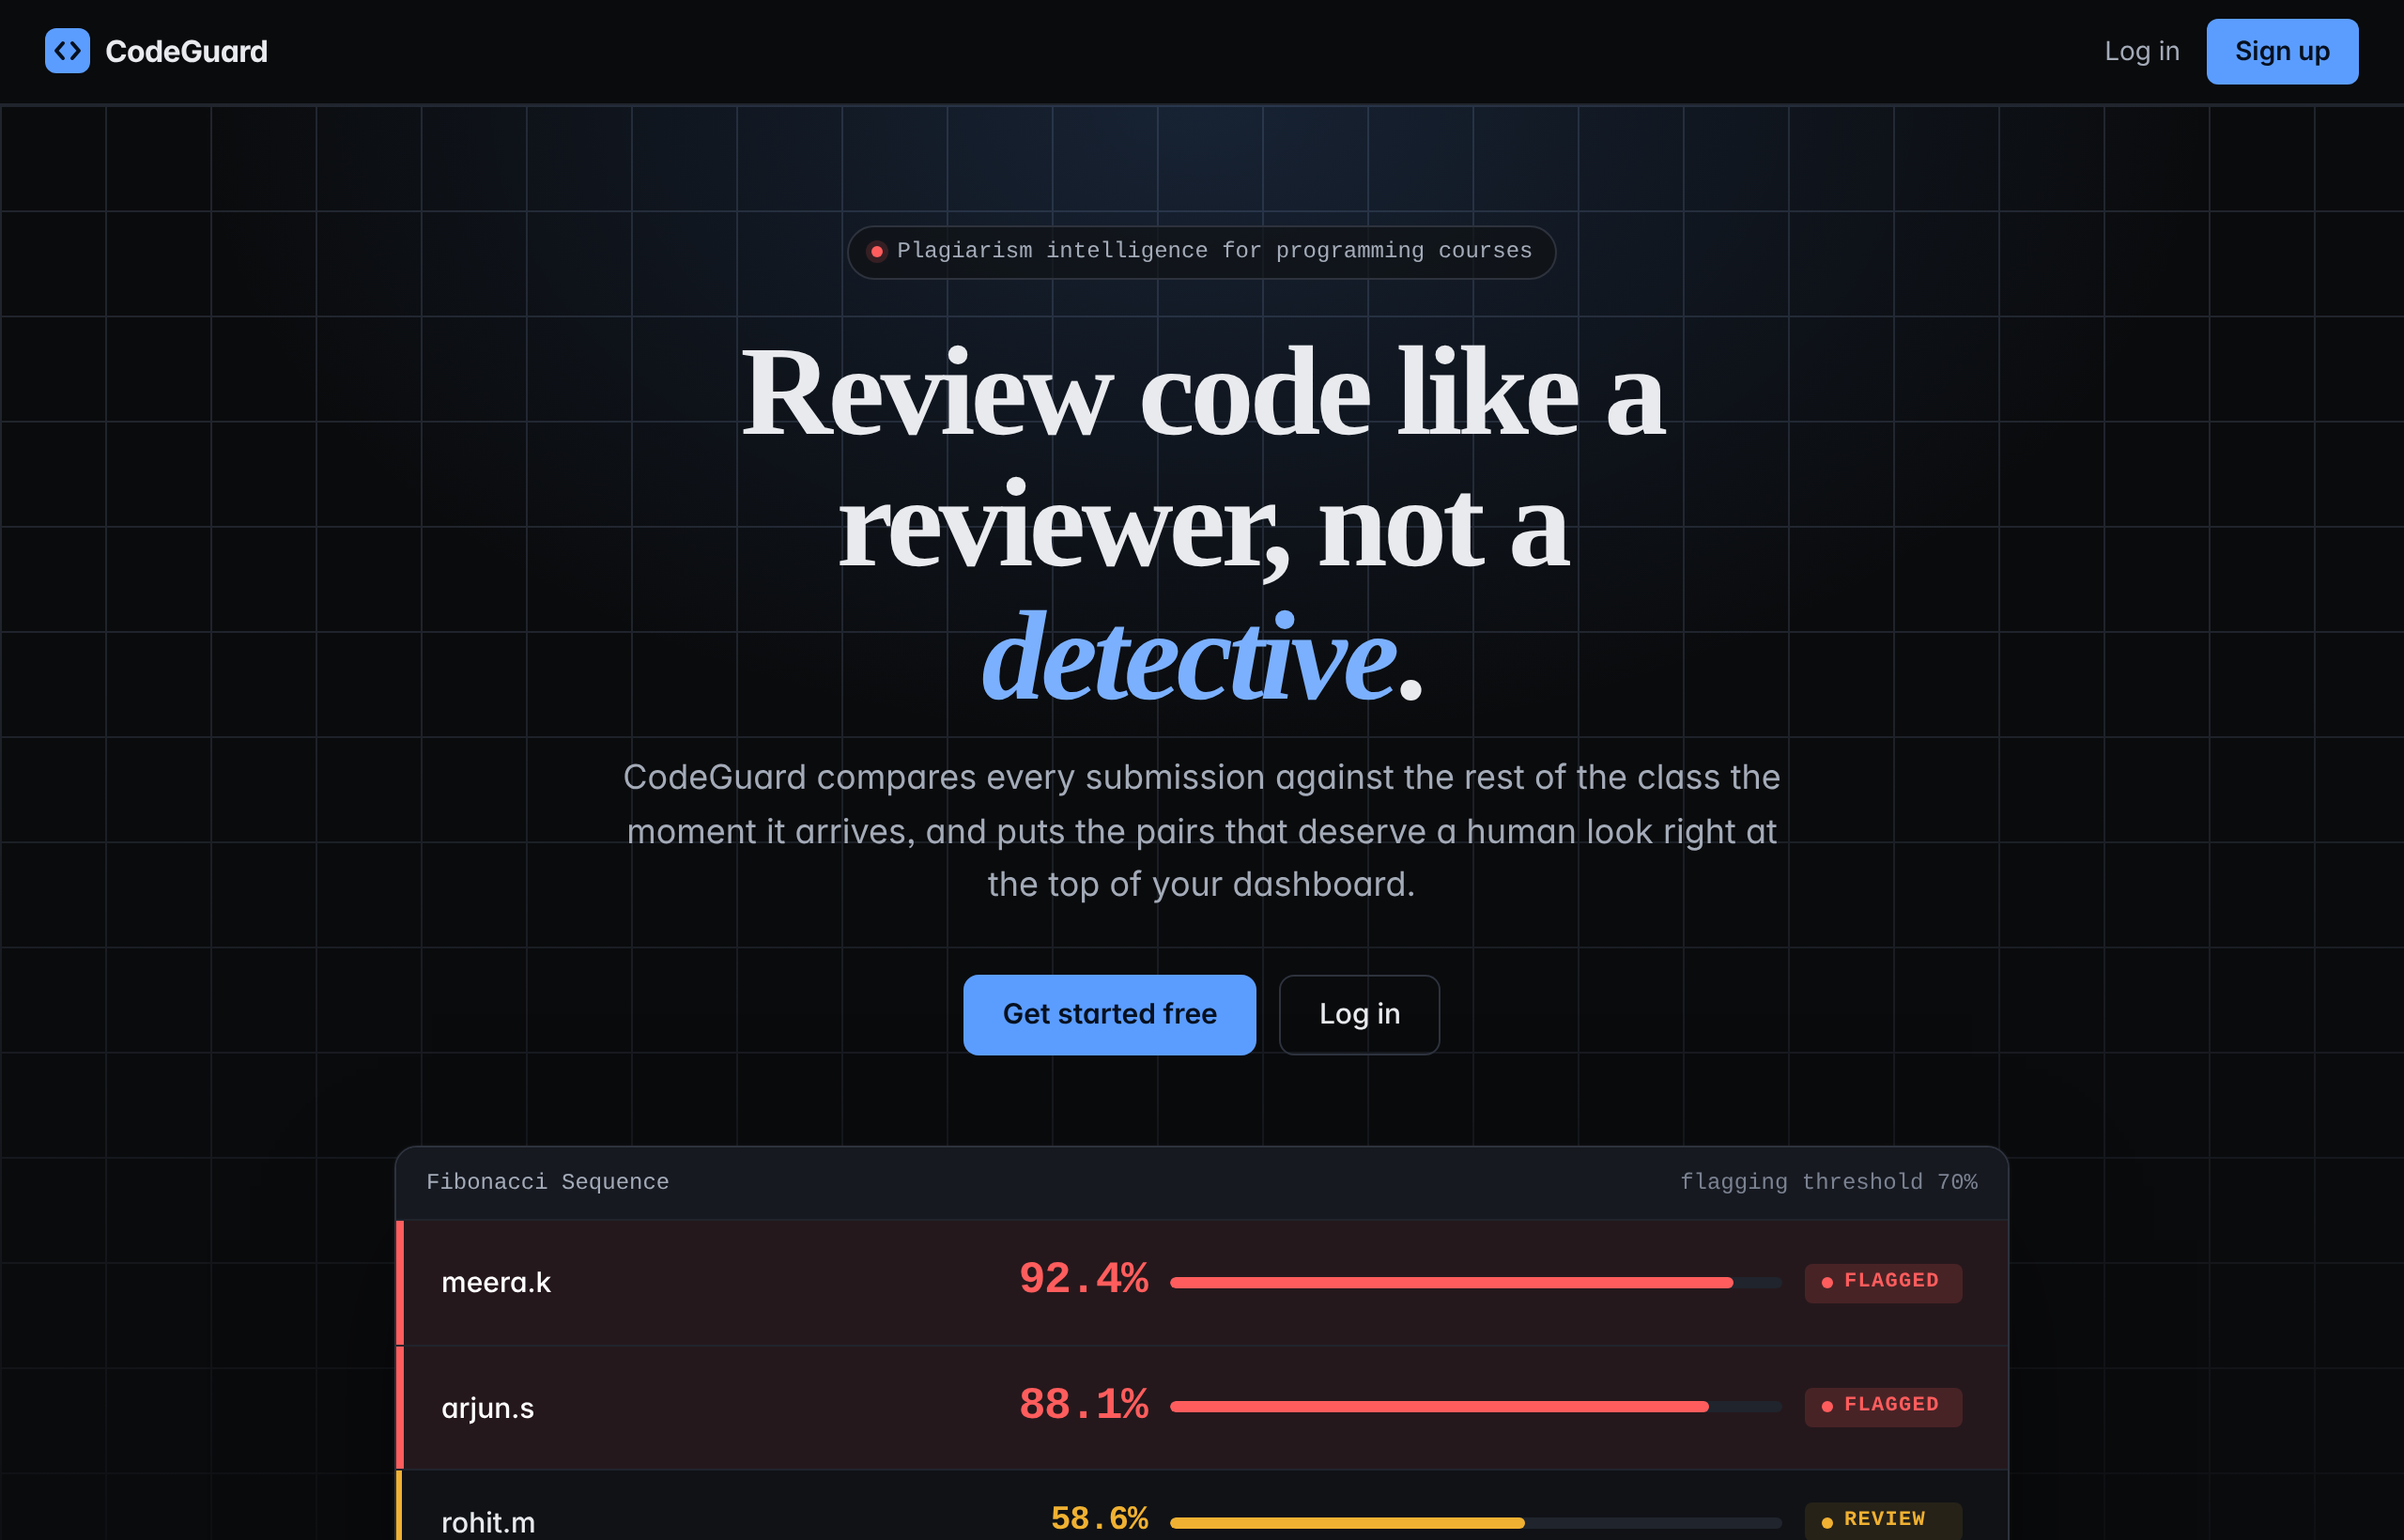 CodeGuard
Log in
Sign up
Plagiarism intelligence for programming courses
Review code like a
reviewer, not a
detective.
CodeGuard compares every submission against the rest of the class the
moment it arrives, and puts the pairs that deserve a human look right at
the top of your dashboard.
Get started free
Log in
Fibonacci Sequence
flagging threshold 70%
meera.k
92.4%
FLAGGED
arjun.s
88.1%
FLAGGED
rohit.m
58.6%
REVIEW